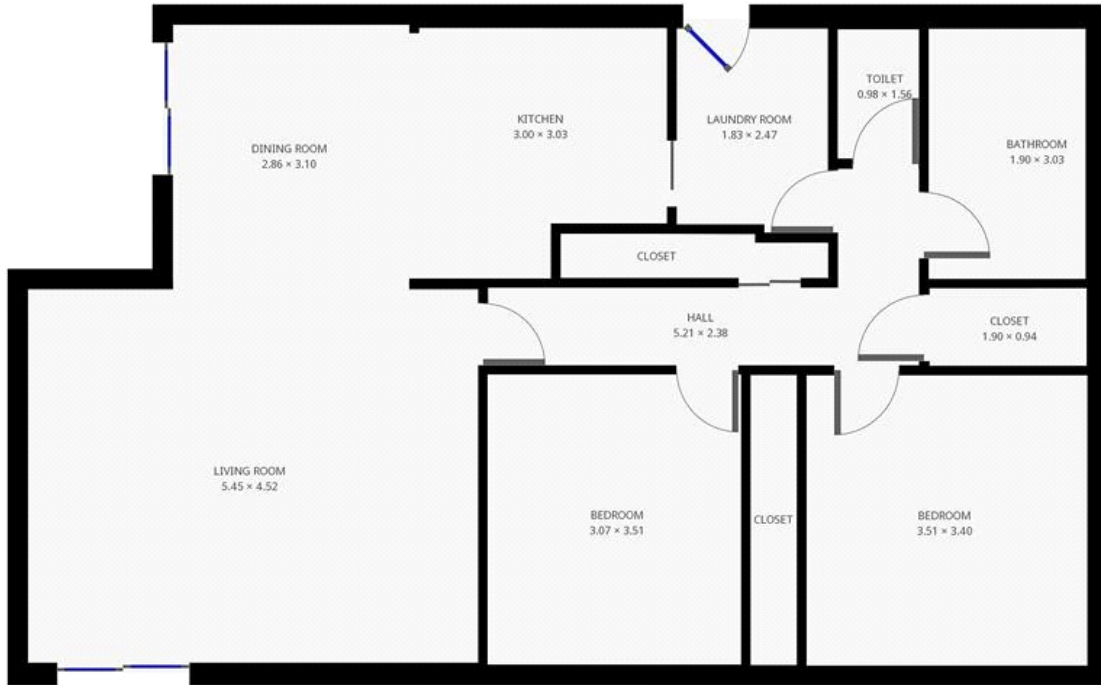 TOILET
0.98 × 1.56
KITCHEN
3.00 × 3.03
LAUNDRY ROOM
1.83 × 2.47
BATHROOM
1.90 × 3.03
DINING ROOM
2.86 × 3.10
CLOSET
HALL
5.21 × 2.38
CLOSET
1.90 × 0.94
LIVING ROOM
5.45 × 4.52
BEDROOM
3.07 × 3.51
CLOSET
BEDROOM
3.51 × 3.40